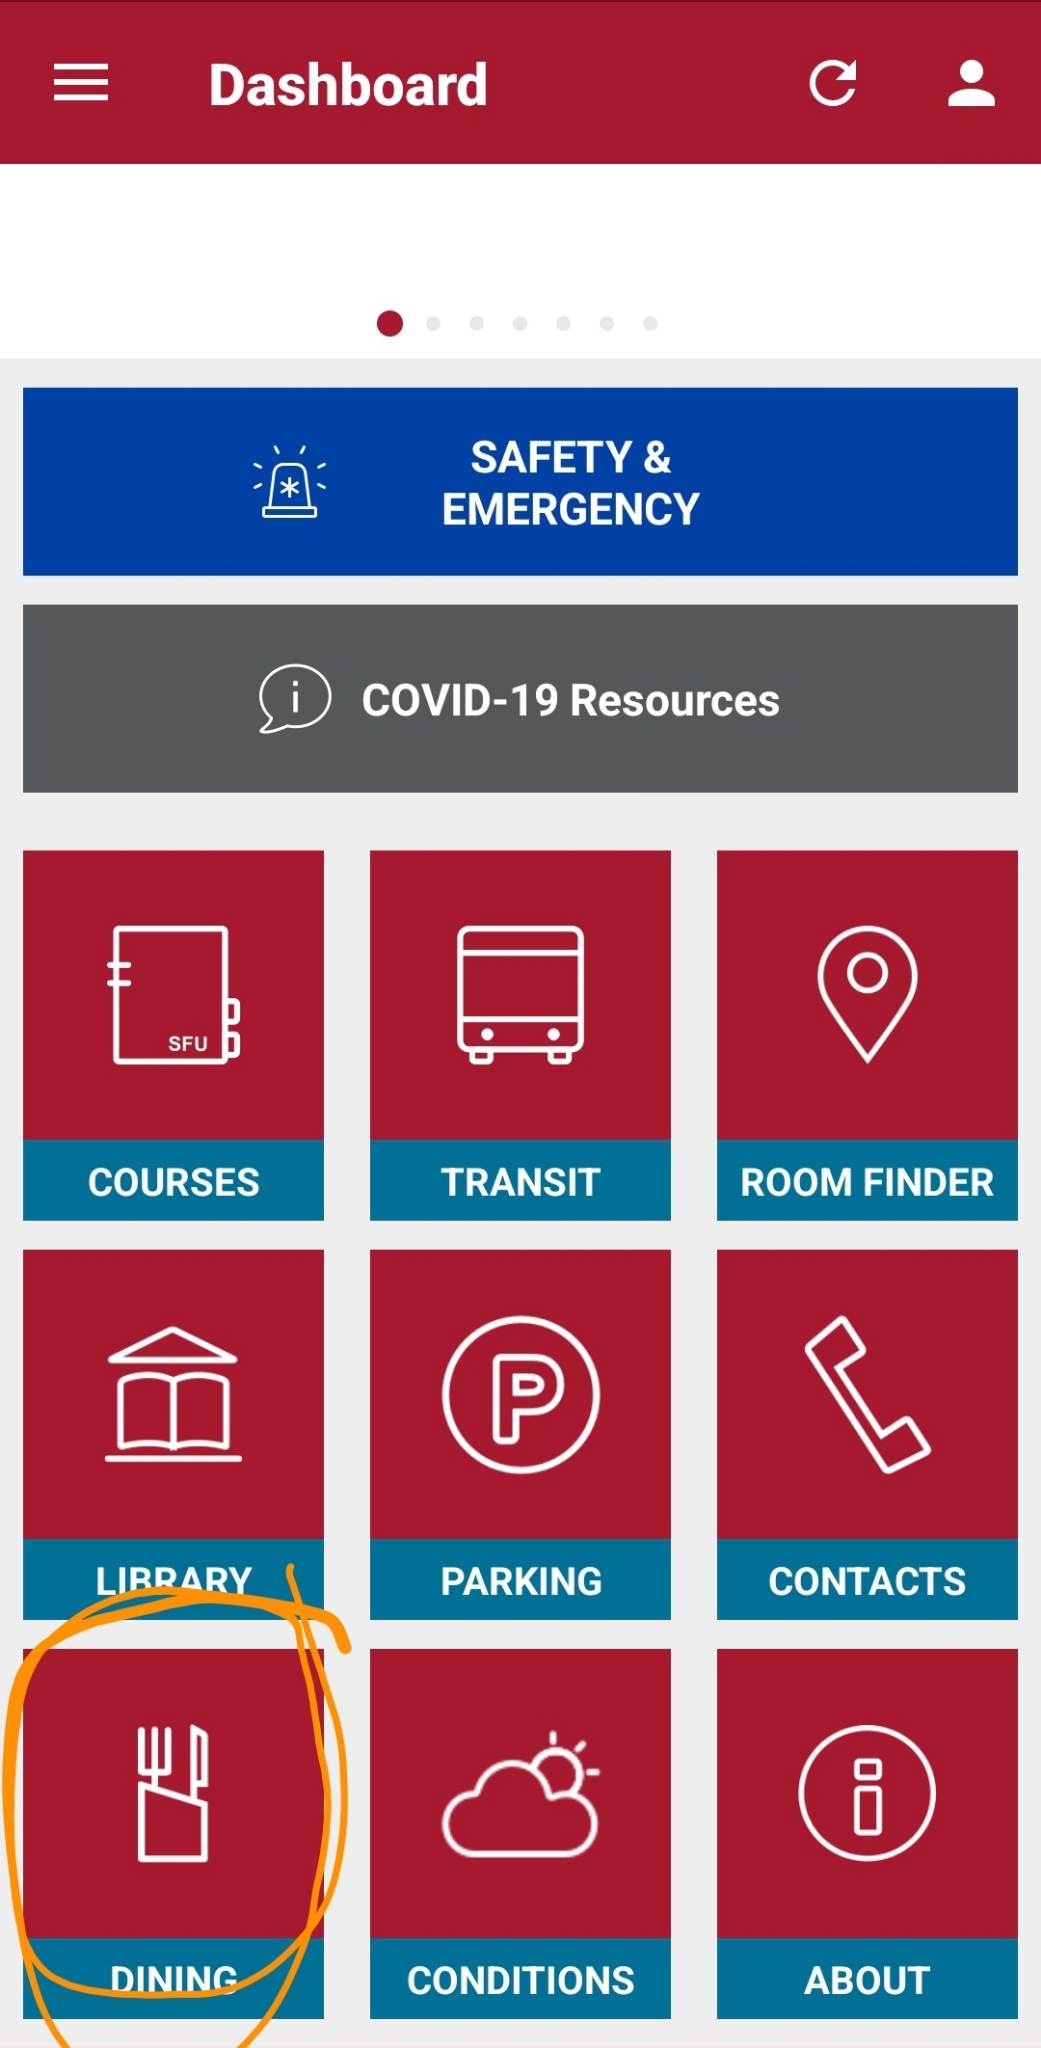 Dashboard
SAFETY &
EMERGENCY
COVID-19 Resources
SFU
COURSES
TRANSIT
ROOM FINDER
P
LIBRARY
PARKING
CONTACTS
DINING
CONDITIONS
ABOUT